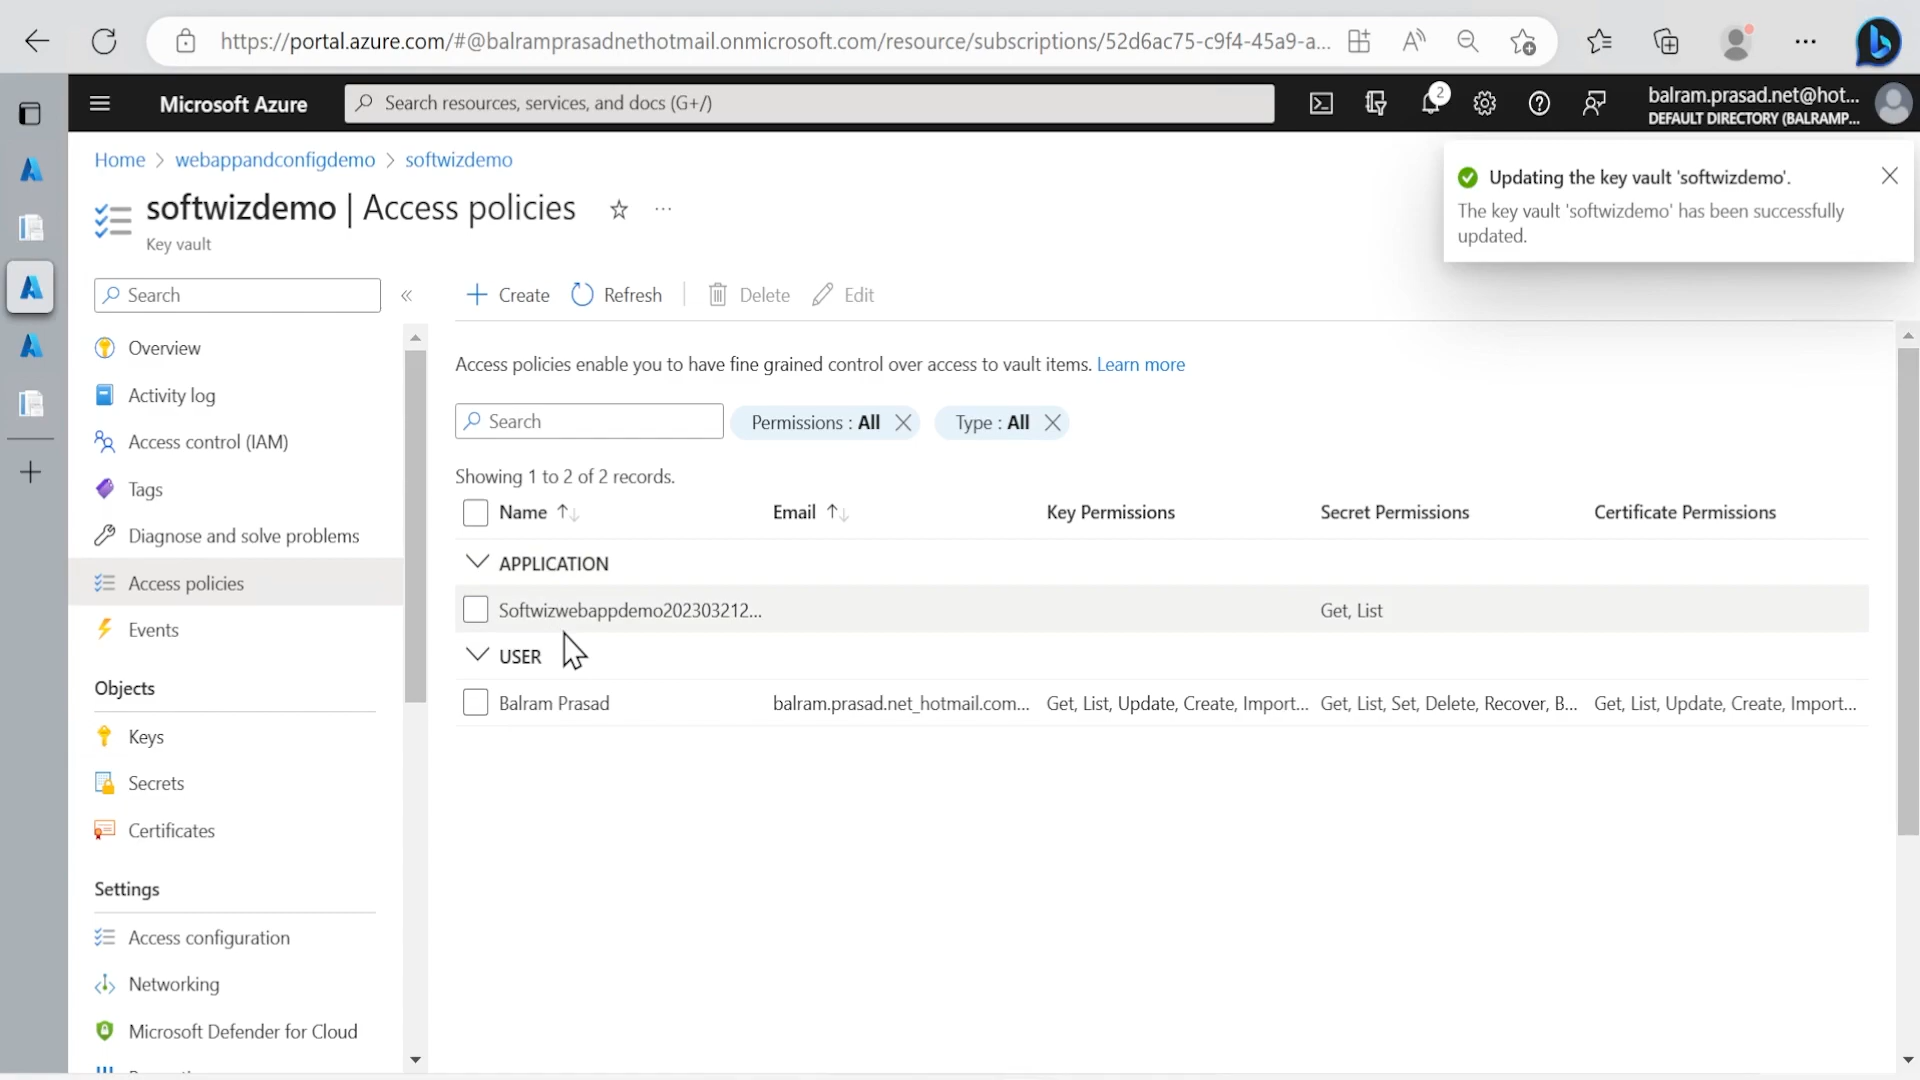 https://portal.azure.com/#@balramprasadnethotmail.onmicrosoft.com/resource/subscriptions/52d6ac75-c9f4-45a9-a...
Microsoft Azure
Search resources, services, and docs (G+/)
2
balram.prasad.net@hot...
DEFAULT DIRECTORY (BALRAMP...
Home > webappandconfigdemo > softwizdemo
softwizdemo | Access policies
Key vault
Updating the key vault 'softwizdemo'.
The key vault 'softwizdemo' has been successfully
updated.
Search
Create Refresh Delete Edit
Overview
Activity log
Access control (IAM)
Tags
Diagnose and solve problems
Access policies
Events
Objects
Keys
Secrets
Certificates
Settings
Access configuration
Networking
Microsoft Defender for Cloud
Access policies enable you to have fine grained control over access to vault items. Learn more
Search
Permissions : All
Type : All
Showing 1 to 2 of 2 records.
Name Email Key Permissions Secret Permissions Certificate Permissions
APPLICATION
Softwizwebappdemo202303212... Get, List
USER
Balram Prasad balram.prasad.net_hotmail.com... Get, List, Update, Create, Import... Get, List, Set, Delete, Recover, B... Get, List, Update, Create, Import...